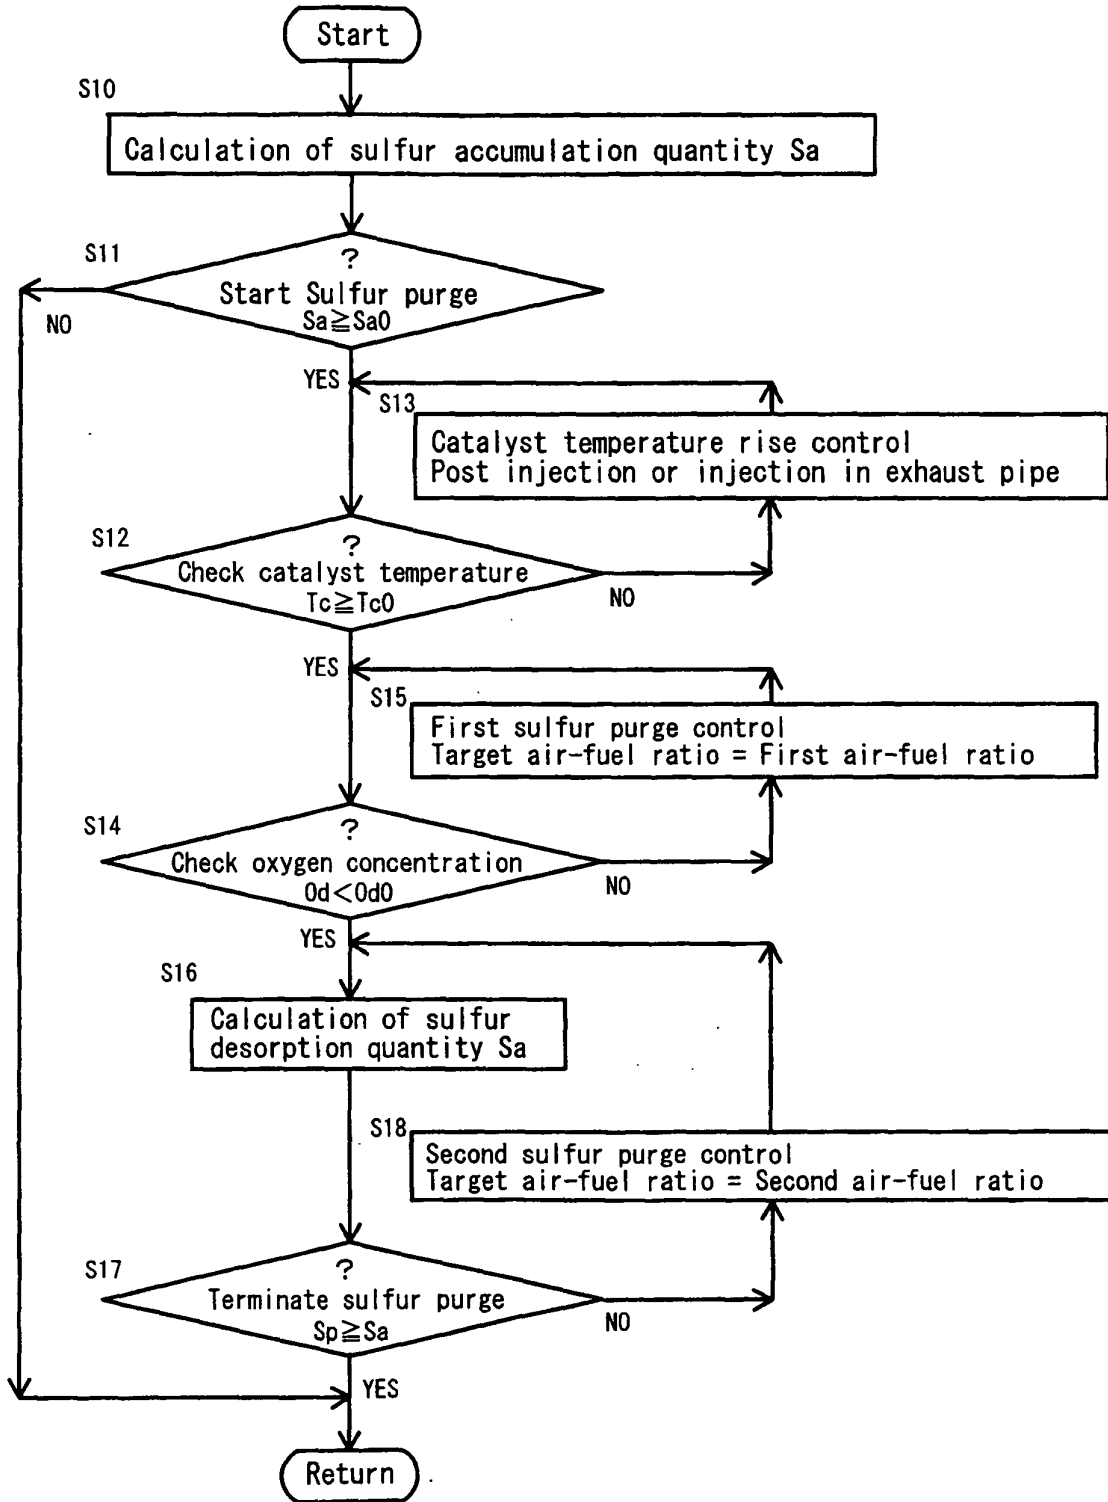 Start
S10
Calculation of sulfur accumulation quantity Sa
S11
?
Start Sulfur purge
Sa≧Sa0
NO
YES
S13
Catalyst temperature rise control
Post injection or injection in exhaust pipe
S12
?
Check catalyst temperature
Tc≧Tc0
NO
YES
S15
First sulfur purge control
Target air-fuel ratio = First air-fuel ratio
S14
?
Check oxygen concentration
Od<Od0
NO
YES
S16
Calculation of sulfur
desorption quantity Sa
S18
Second sulfur purge control
Target air-fuel ratio = Second air-fuel ratio
S17
?
Terminate sulfur purge
Sp≧Sa
NO
YES
Return